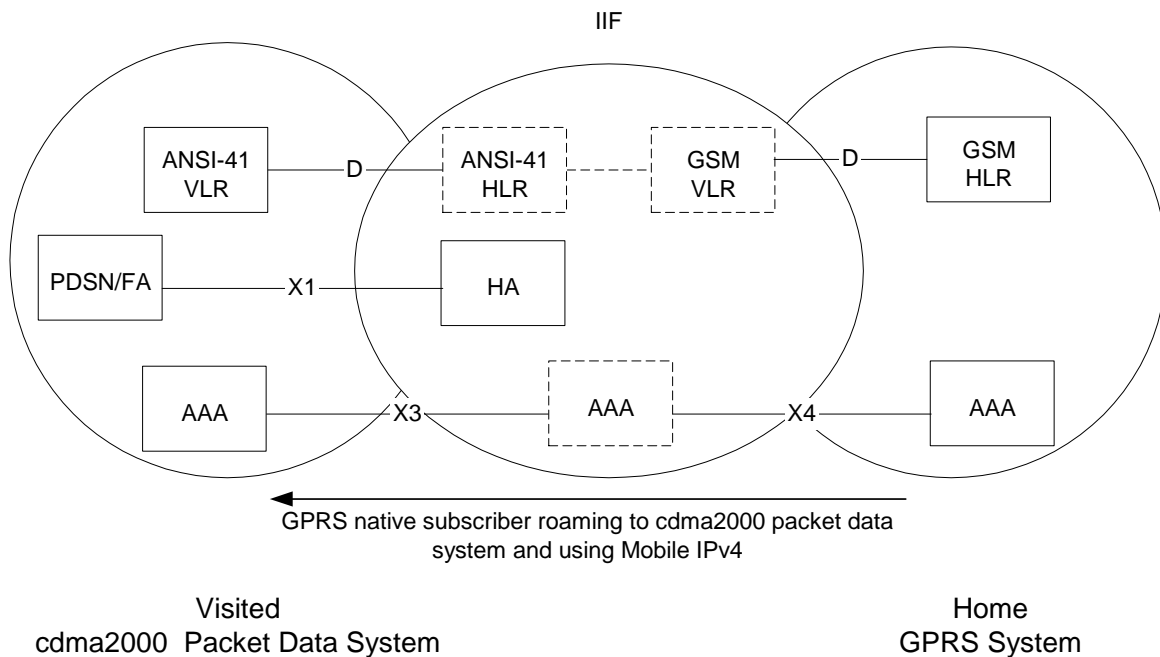 IIF
ANSI-41
VLR
D
ANSI-41
HLR
GSM
VLR
D
GSM
HLR
PDSN/FA
X1
HA
AAA
X3
AAA
X4
AAA
GPRS native subscriber roaming to cdma2000 packet data
system and using Mobile IPv4
Visited
cdma2000 Packet Data System
Home
GPRS System